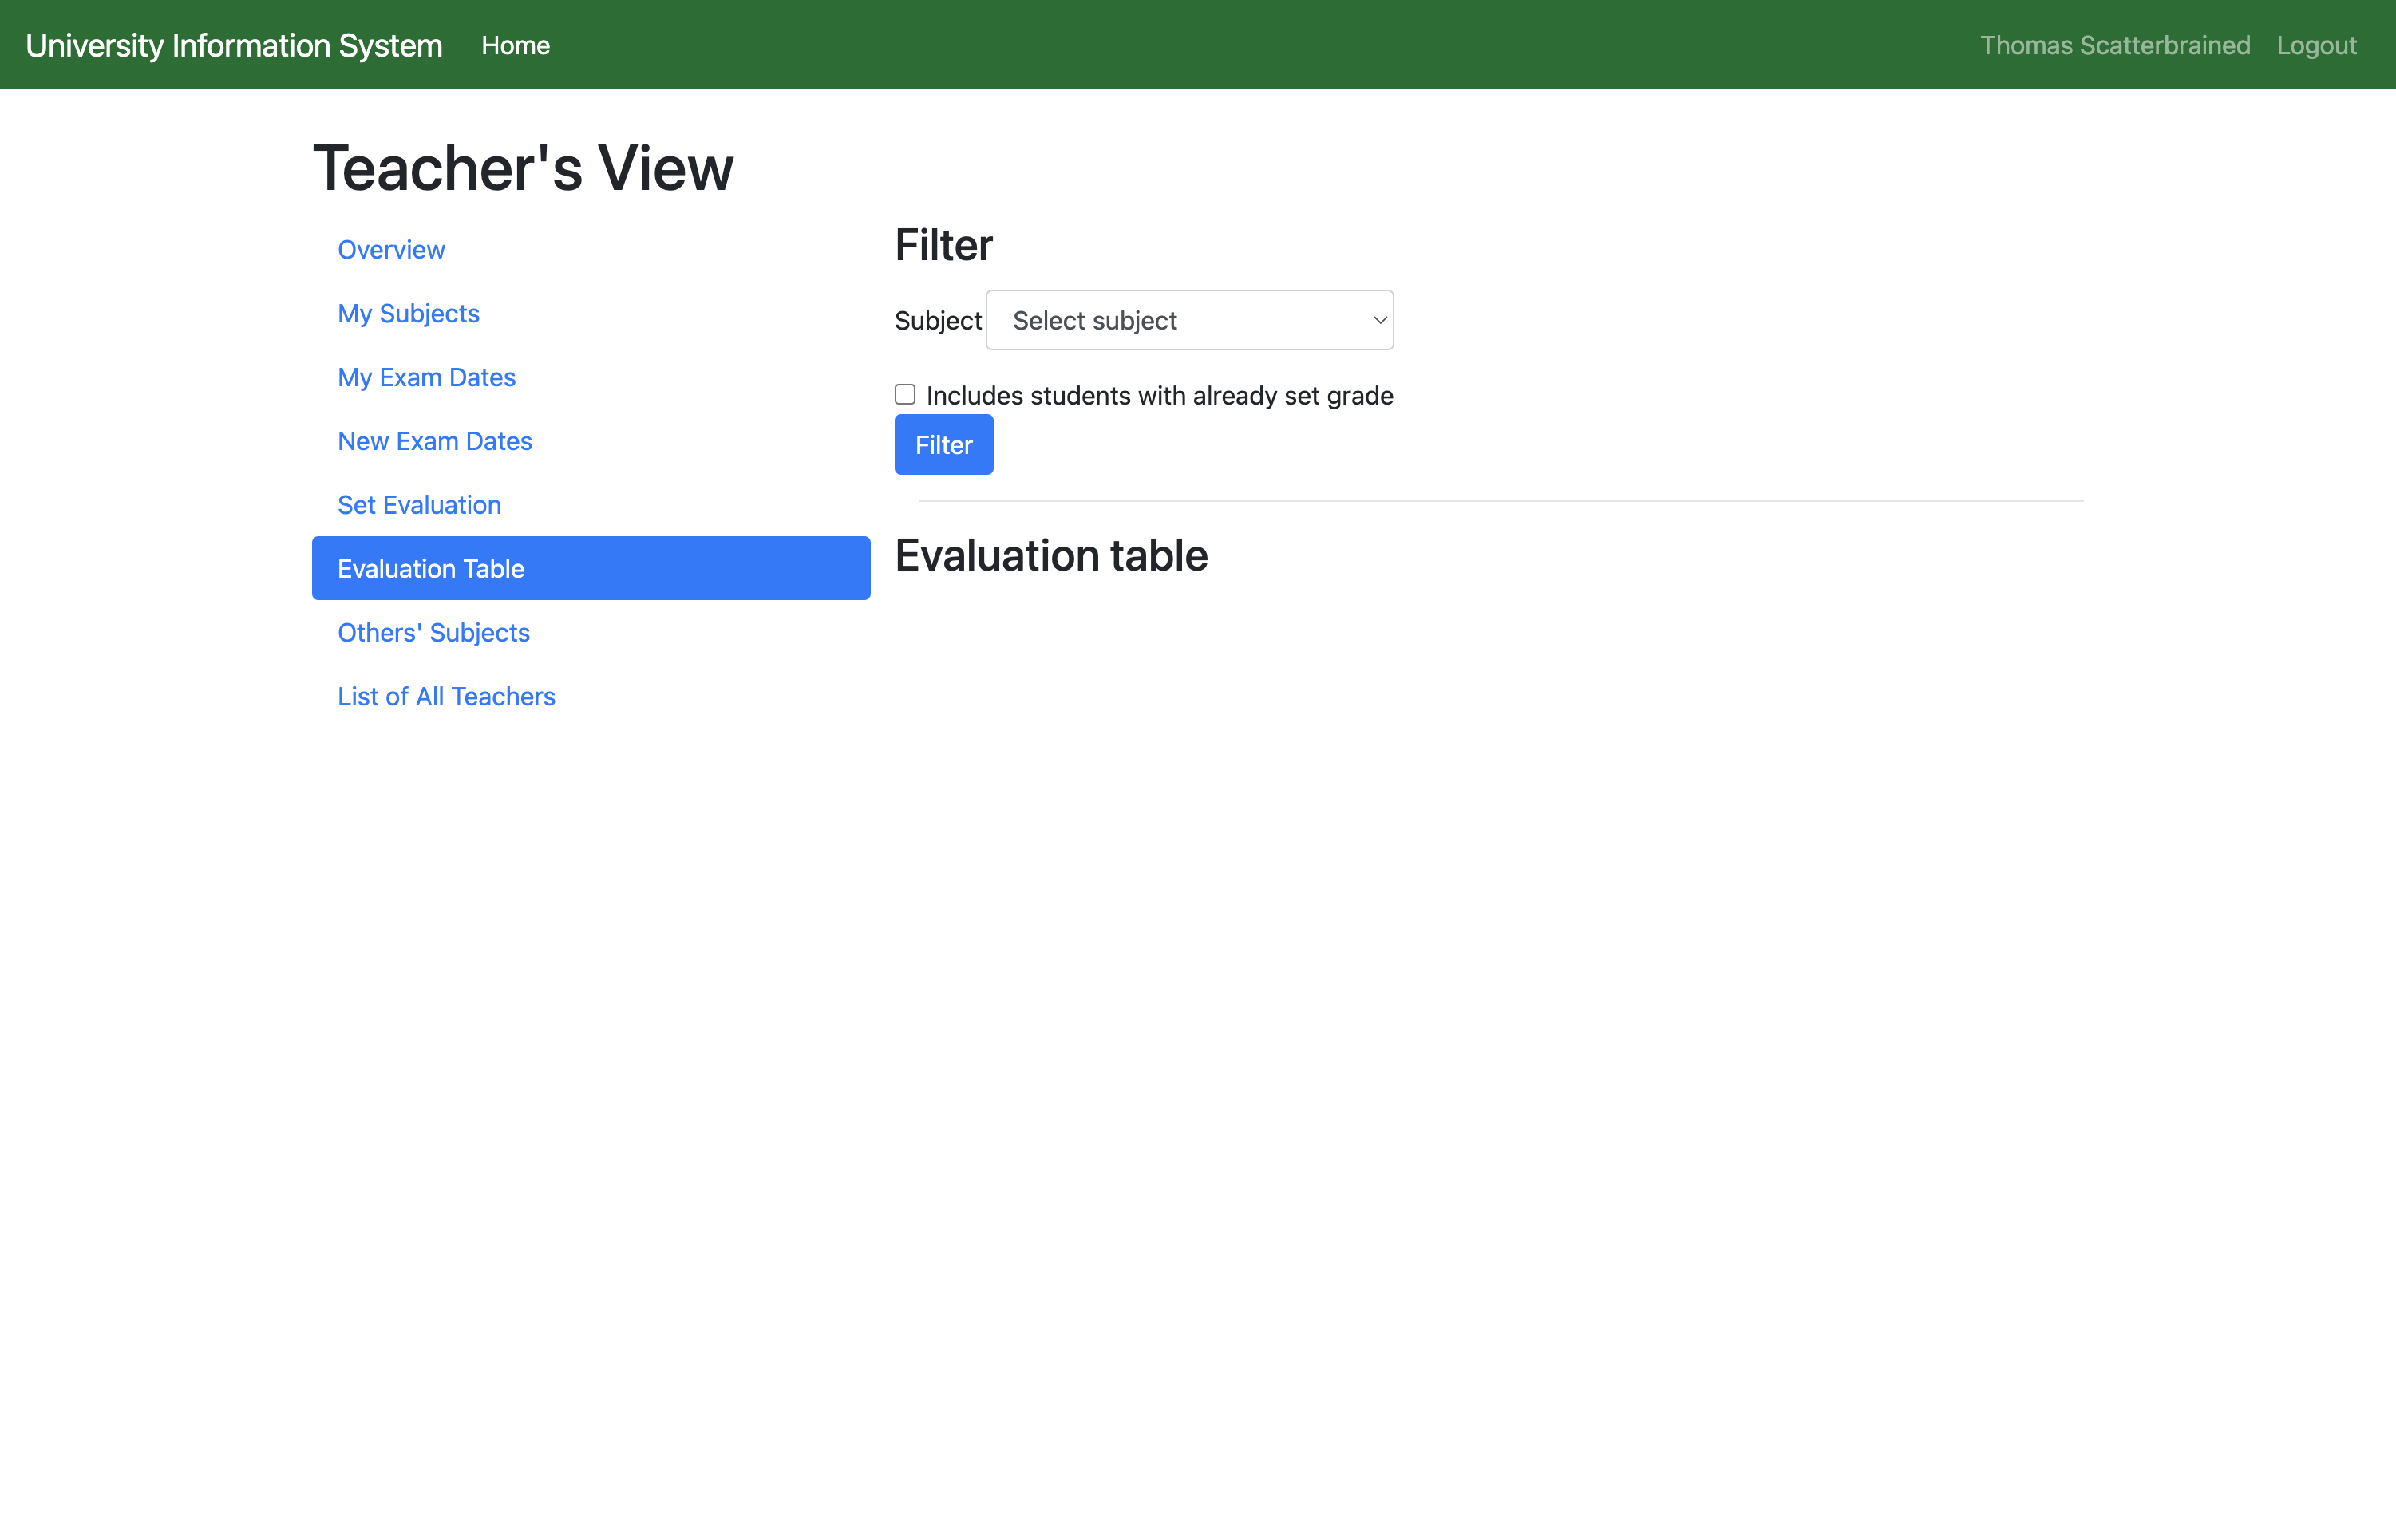 University Information System Home Thomas Scatterbrained Logout
Teacher's View
Overview
My Subjects
My Exam Dates
New Exam Dates
Set Evaluation
Evaluation Table
Others' Subjects
List of All Teachers
Filter
Subject Select subject
Includes students with already set grade
Filter
Evaluation table